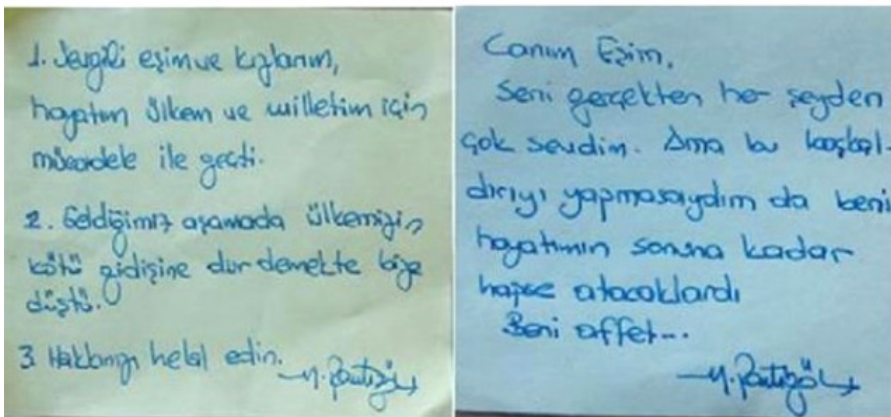 1. Sevgili eşim ve kızlarım,
hayatım ülkem ve milletim için
mücadele ile geçti.
2. Geldiğimiz aşamada ülkemizin
kötü gidişine dur demekte bize
düştü.
3. Hakkınızı helal edin.
Canım Eşim,
Seni gerçekten her şeyden
çok sevdim. Ama bu başkal-
dırıyı yapmasaydım da beni
hayatımın sonuna kadar
hapse atacaklardı
Beni affet...